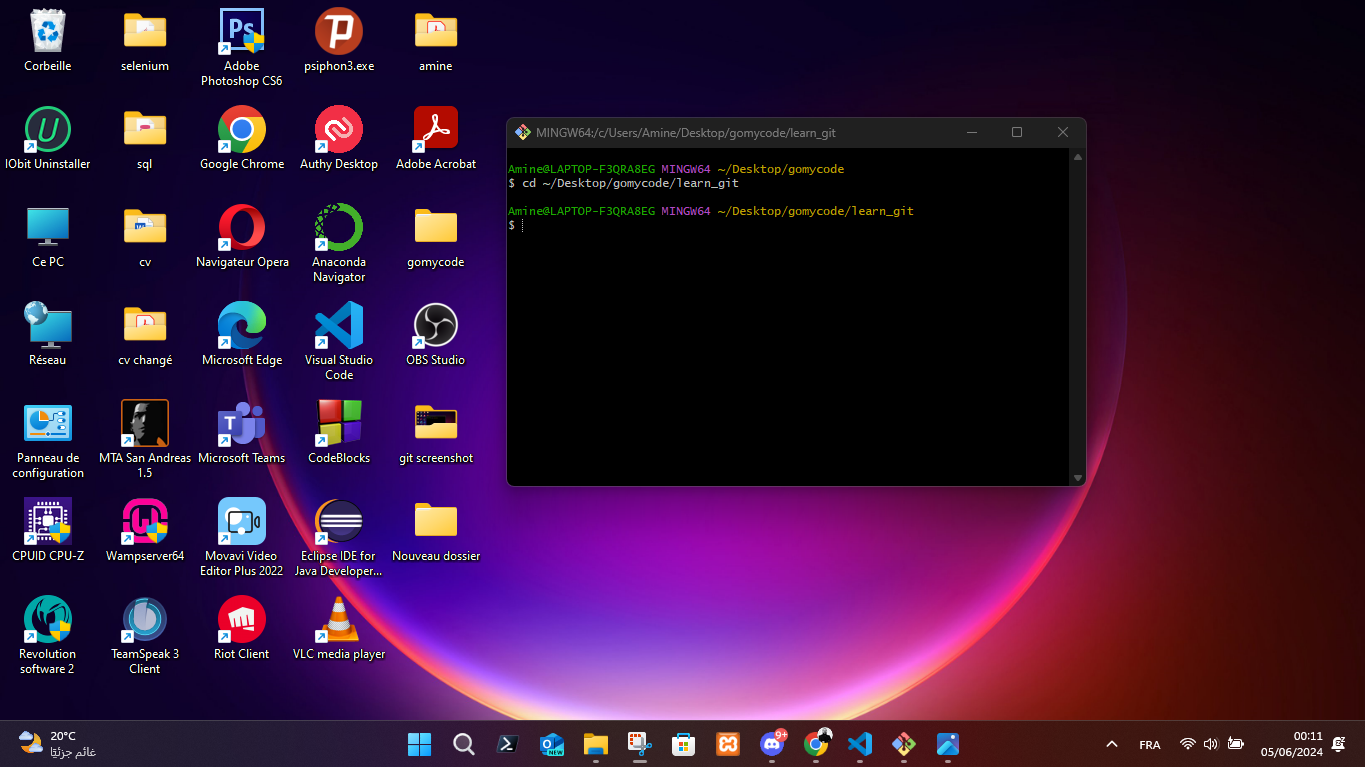 Corbeille
selenium
Adobe
Photoshop CS6
psiphon3.exe
amine
IObit Uninstaller
sql
Google Chrome
Authy Desktop
Adobe Acrobat
Ce PC
cv
Navigateur Opera
Anaconda
Navigator
gomycode
Réseau
cv changé
Microsoft Edge
Visual Studio
Code
OBS Studio
Panneau de
configuration
MTA San Andreas
1.5
Microsoft Teams
CodeBlocks
git screenshot
CPUID CPU-Z
Wampserver64
Movavi Video
Editor Plus 2022
Eclipse IDE for
Java Developer...
Nouveau dossier
Revolution
software 2
TeamSpeak 3
Client
Riot Client
VLC media player
MINGW64:/c/Users/Amine/Desktop/gomycode/learn_git
Amine@LAPTOP-F3QRA8EG MINGW64 ~/Desktop/gomycode
$ cd ~/Desktop/gomycode/learn_git
Amine@LAPTOP-F3QRA8EG MINGW64 ~/Desktop/gomycode/learn_git
$
20°C
غائم جزئيًا
NEW
9+
FRA
00:11
05/06/2024